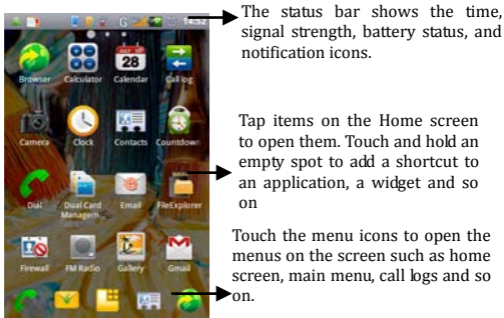 The status bar shows the time,
signal strength, battery status, and
notification icons.
G 14:52
JULY
28
Browser Calculator Calendar Call log
Camera Clock Contacts Countdown
Tap items on the Home screen
to open them. Touch and hold an
empty spot to add a shortcut to
an application, a widget and so
on
Dial Dual Card Managem... Email FileExplorer
Touch the menu icons to open the
menus on the screen such as home
screen, main menu, call logs and so
on.
Firewall FM Radio Gallery Gmail